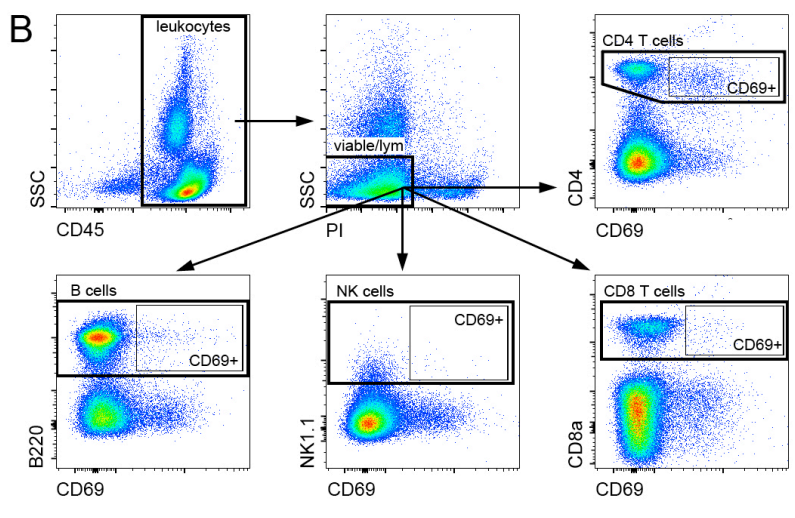 B
leukocytes
SSC
CD45
viable/lym
SSC
PI
CD4 T cells
CD69+
CD4
CD69
B cells
CD69+
B220
CD69
NK cells
CD69+
NK1.1
CD69
CD8 T cells
CD69+
CD8a
CD69